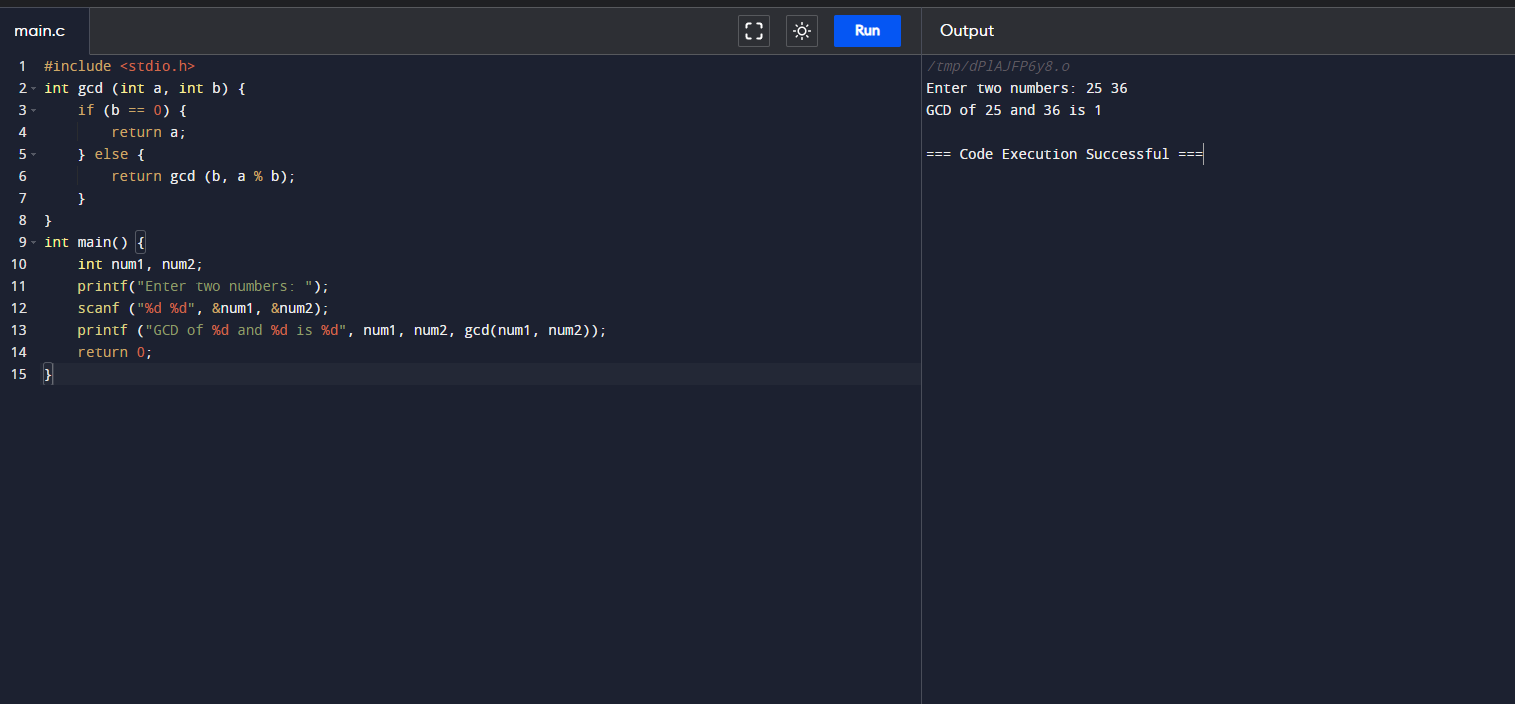 main.c
Run
Output
1 #include <stdio.h>
2 int gcd (int a, int b) {
3     if (b == 0) {
4         return a;
5     } else {
6         return gcd (b, a % b);
7     }
8 }
9 int main() {
10     int num1, num2;
11     printf("Enter two numbers: ");
12     scanf ("%d %d", &num1, &num2);
13     printf ("GCD of %d and %d is %d", num1, num2, gcd(num1, num2));
14     return 0;
15 }
/tmp/dPlAJFP6y8.o
Enter two numbers: 25 36
GCD of 25 and 36 is 1
=== Code Execution Successful ===